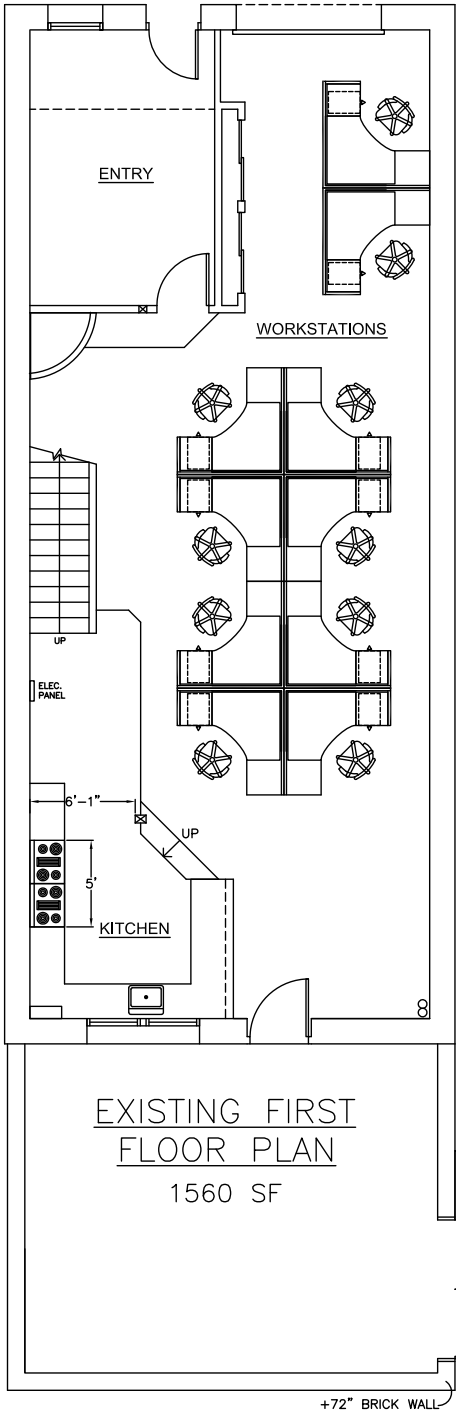 ENTRY
WORKSTATIONS
UP
ELEC.
PANEL
6'-1"
UP
5'
KITCHEN
EXISTING FIRST
FLOOR PLAN
1560 SF
+72" BRICK WALL